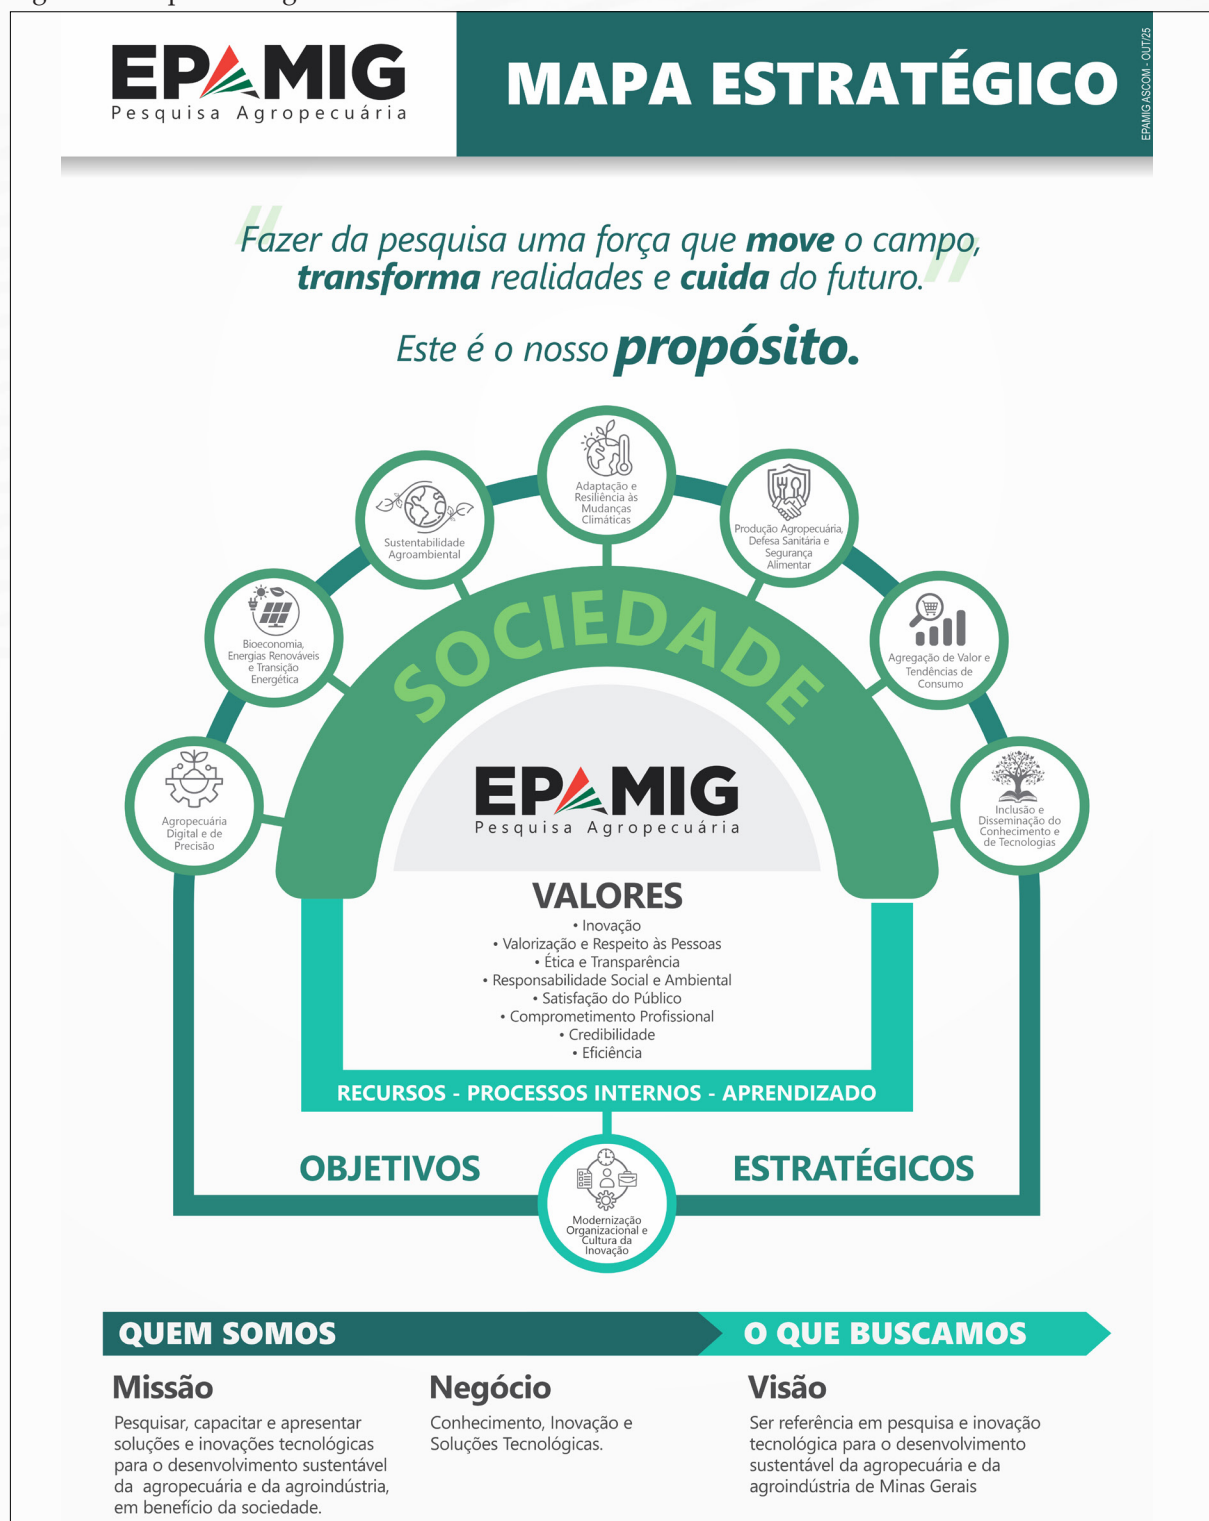 EPAMIG
Pesquisa Agropecuária
MAPA ESTRATÉGICO
EPAMIG ASCOM - OUT/25
"Fazer da pesquisa uma força que move o campo,
transforma realidades e cuida do futuro."
Este é o nosso propósito.
Adaptação e
Resiliência às
Mudanças
Climáticas
Sustentabilidade
Agroambiental
Produção Agropecuária,
Defesa Sanitária e
Segurança
Alimentar
Bioeconomia,
Energias Renováveis
e Transição
Energética
Agregação de Valor e
Tendências de
Consumo
Agropecuária
Digital e de
Precisão
Inclusão e
Disseminação do
Conhecimento e
de Tecnologias
SOCIEDADE
EPAMIG
Pesquisa Agropecuária
VALORES
• Inovação
• Valorização e Respeito às Pessoas
• Ética e Transparência
• Responsabilidade Social e Ambiental
• Satisfação do Público
• Comprometimento Profissional
• Credibilidade
• Eficiência
RECURSOS - PROCESSOS INTERNOS - APRENDIZADO
OBJETIVOS ESTRATÉGICOS
Modernização
Organizacional e
Cultura da
Inovação
QUEM SOMOS
O QUE BUSCAMOS
Missão
Pesquisar, capacitar e apresentar
soluções e inovações tecnológicas
para o desenvolvimento sustentável
da agropecuária e da agroindústria,
em benefício da sociedade.
Negócio
Conhecimento, Inovação e
Soluções Tecnológicas.
Visão
Ser referência em pesquisa e inovação
tecnológica para o desenvolvimento
sustentável da agropecuária e da
agroindústria de Minas Gerais